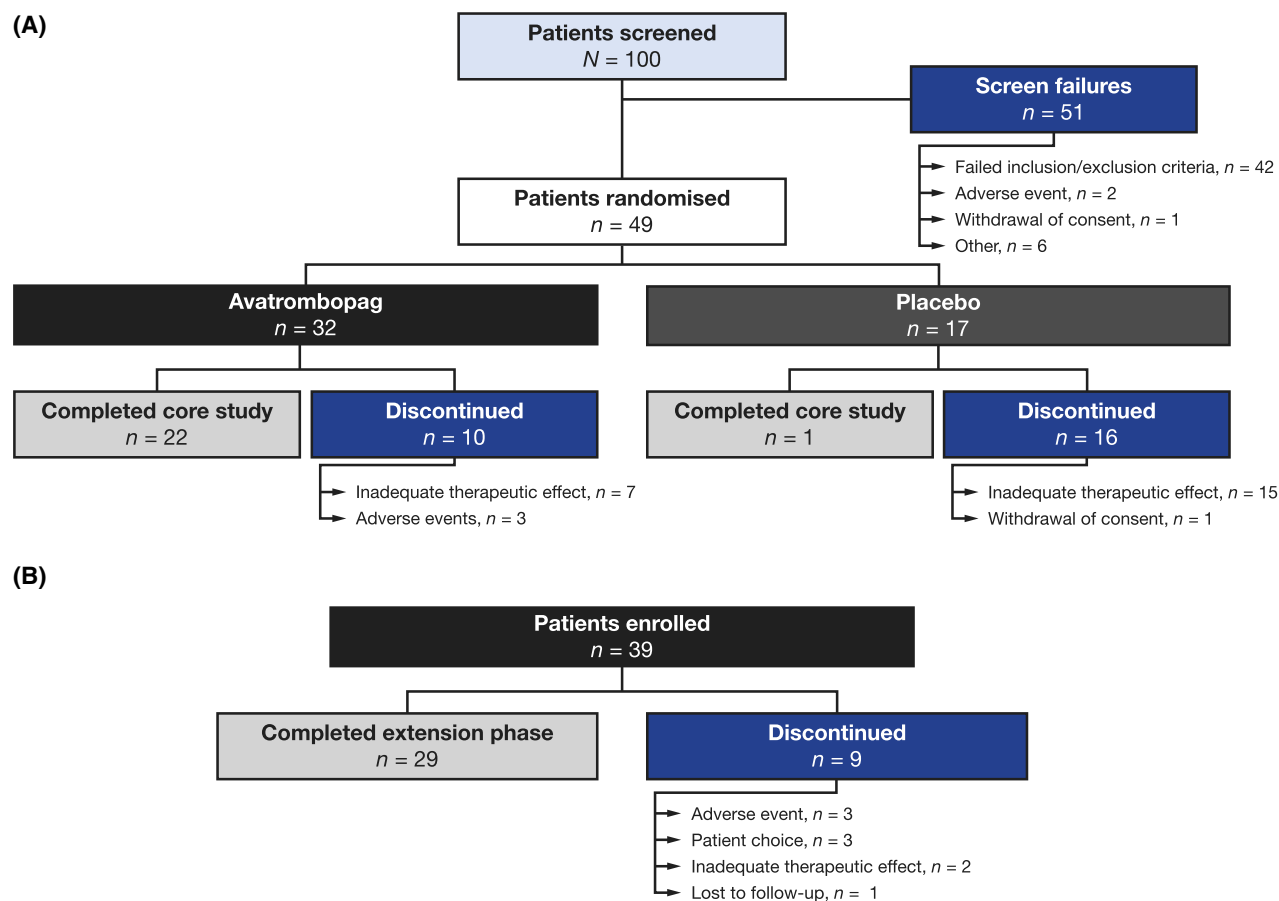 (A)
Patients screened
N = 100
Screen failures
n = 51
Failed inclusion/exclusion criteria, n = 42
Adverse event, n = 2
Withdrawal of consent, n = 1
Other, n = 6
Patients randomised
n = 49
Avatrombopag
n = 32
Placebo
n = 17
Completed core study
n = 22
Discontinued
n = 10
Completed core study
n = 1
Discontinued
n = 16
Inadequate therapeutic effect, n = 7
Adverse events, n = 3
Inadequate therapeutic effect, n = 15
Withdrawal of consent, n = 1
(B)
Patients enrolled
n = 39
Completed extension phase
n = 29
Discontinued
n = 9
Adverse event, n = 3
Patient choice, n = 3
Inadequate therapeutic effect, n = 2
Lost to follow-up, n = 1